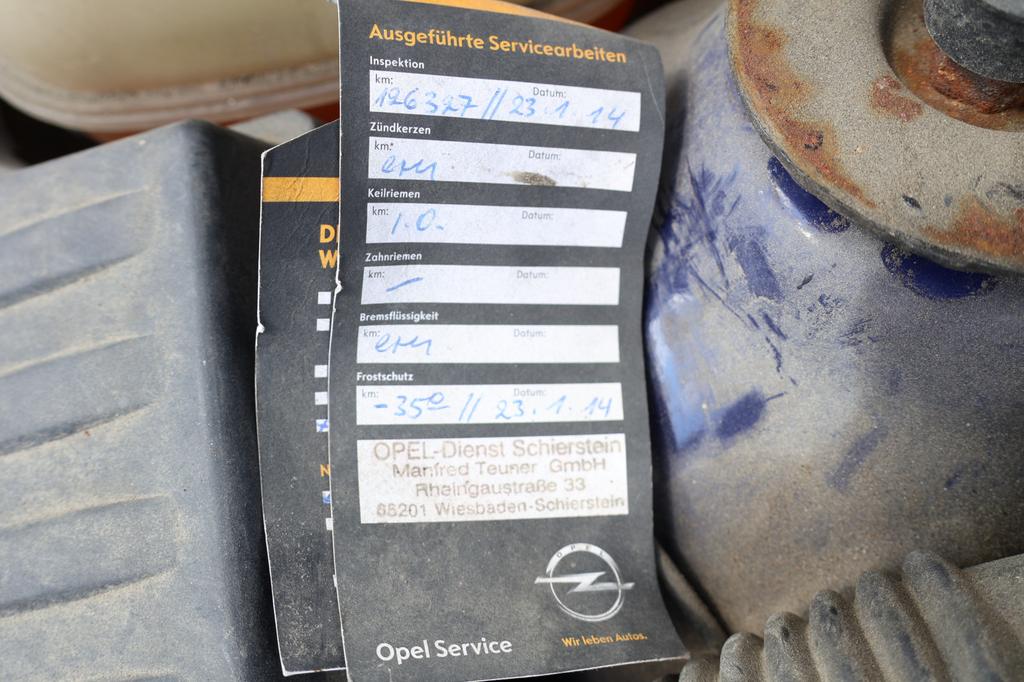 Ausgeführte Servicearbeiten
Inspektion
km: Datum:
126327 // 23.1.14
Zündkerzen
km: Datum:
ern
Keilriemen
km: Datum:
i.O.
Zahnriemen
km: Datum:
—
Bremsflüssigkeit
km: Datum:
ern
Frostschutz
km: Datum:
-35° // 23.1.14
OPEL-Dienst Schierstein
Manfred Teuner GmbH
Rheingaustraße 33
65201 Wiesbaden-Schierstein
OPEL
Wir leben Autos.
Opel Service
D
W
N